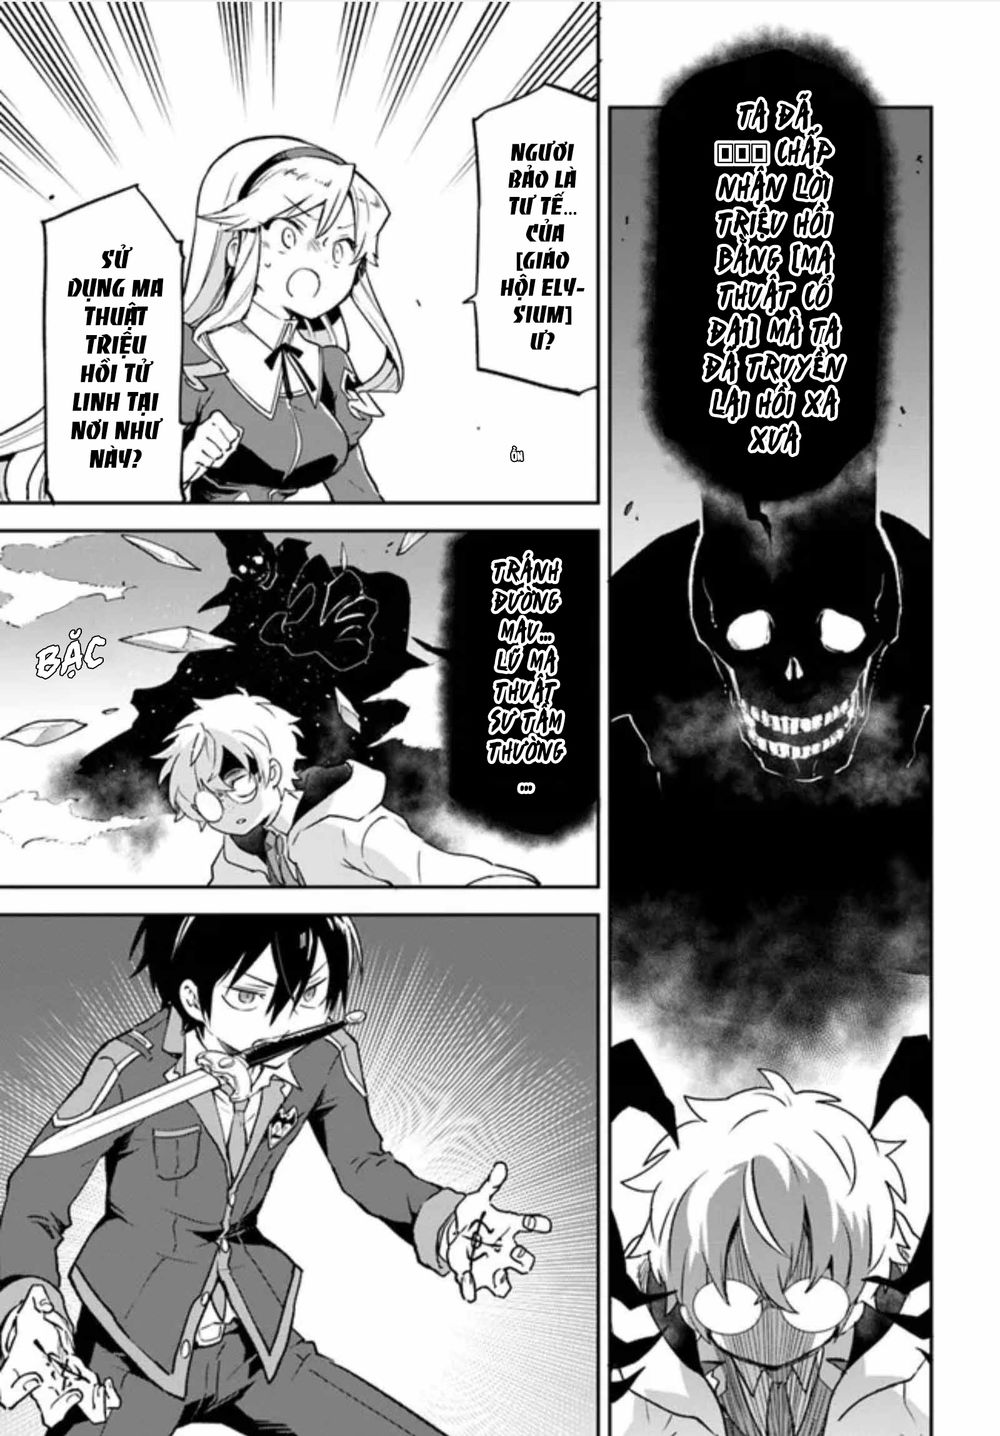 TA ĐÃ,
□□□ CHẤP
NHẬN LỜI
TRIỆU HỒI
BẰNG [MA
THUẬT CỔ
ĐẠI] MÀ TA
ĐÃ TRUYỀN
LẠI HỒI XA
XƯA
NGƯƠI
BẢO LÀ
TƯ TẾ...
CỦA
[GIÁO
HỘI ELY-
SIUM]
Ư?
SỬ
DỤNG MA
THUẬT
TRIỆU
HỒI TỬ
LINH TẠI
NƠI NHƯ
NÀY?
ỒN
TRÁNH
ĐƯỜNG
MAU...
LŨ MA
THUẬT
SƯ TẦM
THƯỜNG
...
BẶC